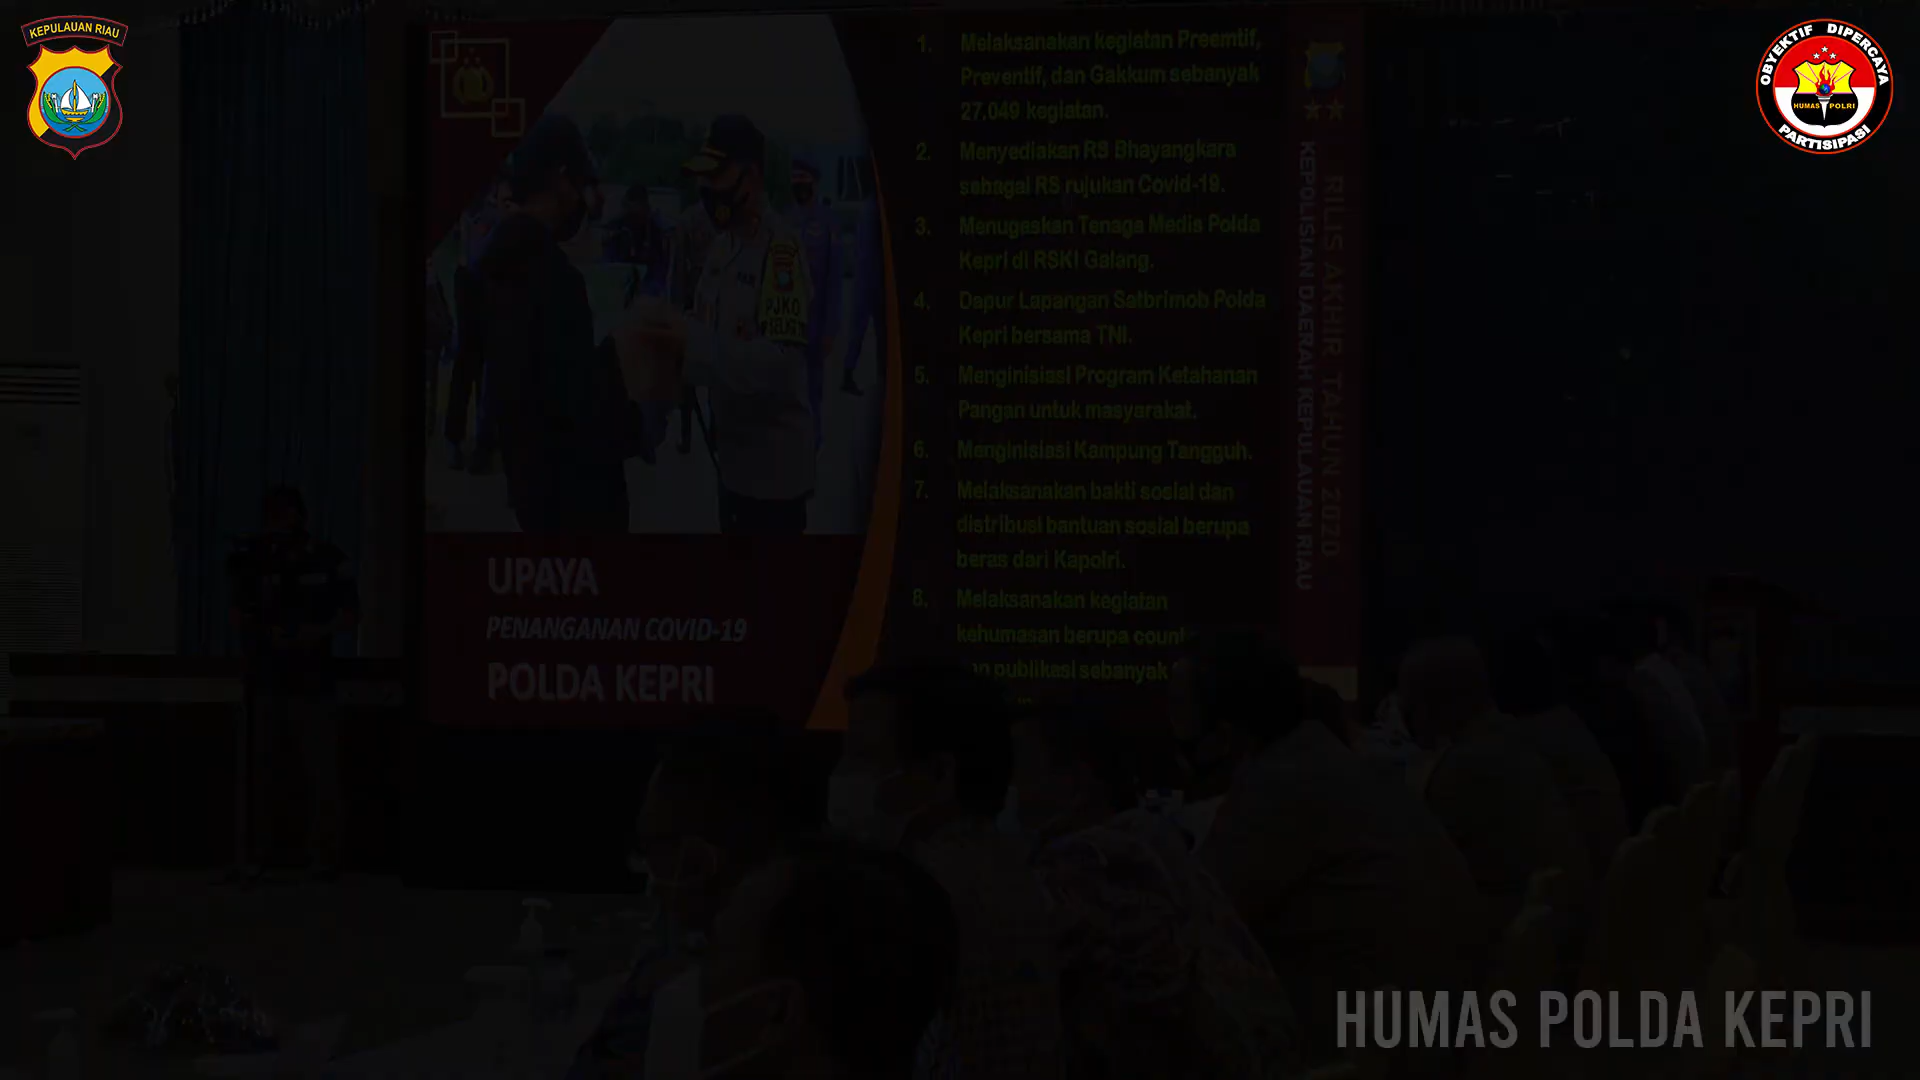 KEPULAUAN RIAU
OBYEKTIF DIPERCAYA
HUMAS POLRI
PARTISIPASI
1. Melaksanakan kegiatan Preemtif,
Preventif, dan Gakkum sebanyak
27.049 kegiatan.
2. Menyediakan RS Bhayangkara
sebagai RS rujukan Covid-19.
3. Menugaskan Tenaga Medis Polda
Kepri di RSKI Galang.
4. Dapur Lapangan Satbrimob Polda
Kepri bersama TNI.
5. Menginisiasi Program Ketahanan
Pangan untuk masyarakat.
6. Menginisiasi Kampung Tangguh.
7. Melaksanakan bakti sosial dan
distribusi bantuan sosial berupa
beras dari Kapolri.
8. Melaksanakan kegiatan
kehumasan berupa
publikasi sebanyak
RILIS AKHIR TAHUN 2020
KEPOLISIAN DAERAH KEPULAUAN RIAU
PJKO
UPAYA
PENANGANAN COVID-19
POLDA KEPRI
HUMAS POLDA KEPRI